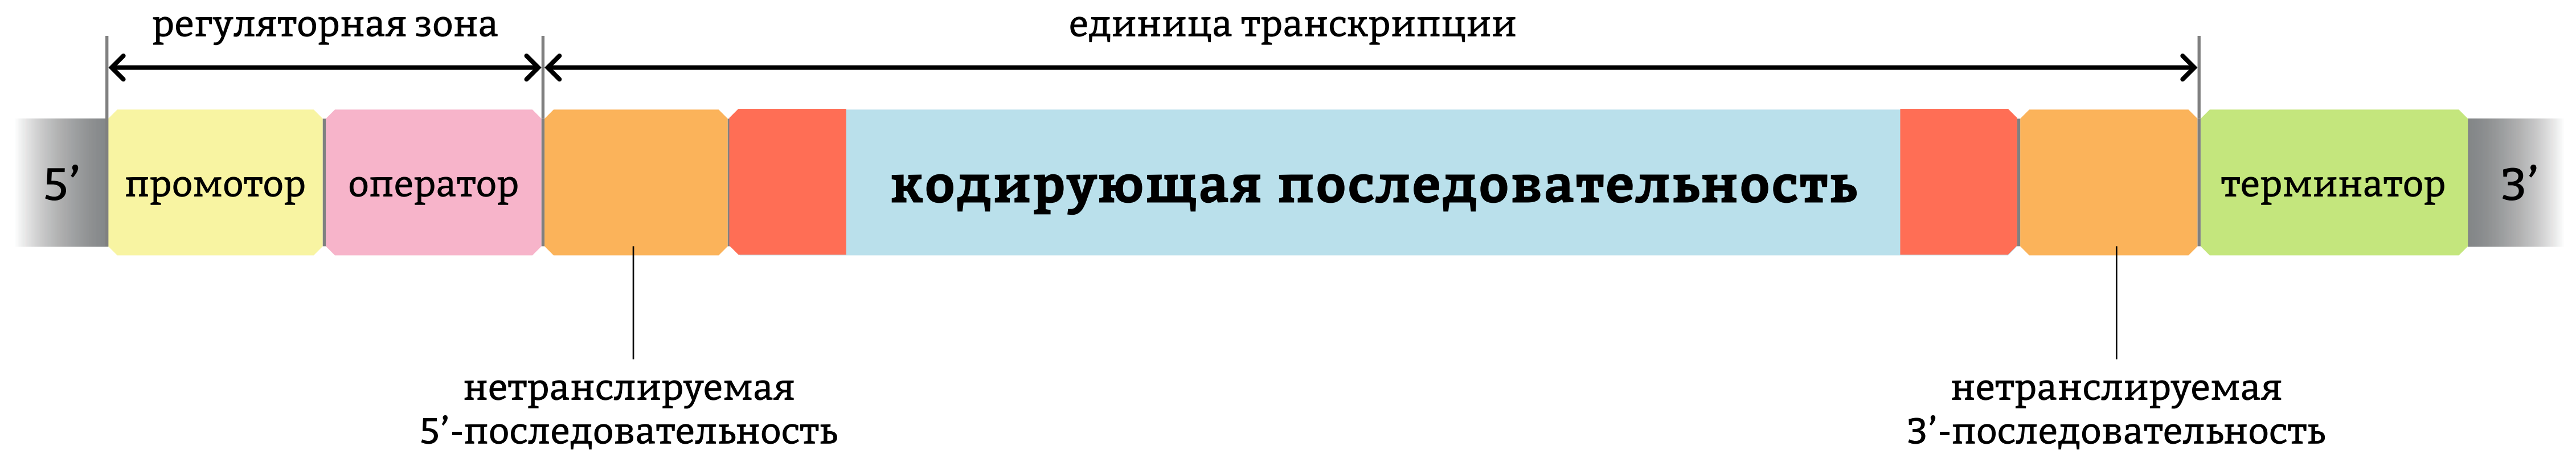 регуляторная зона
единица транскрипции
5’
промотор
оператор
кодирующая последовательность
терминатор
3’
нетранслируемая
5’-последовательность
нетранслируемая
3’-последовательность